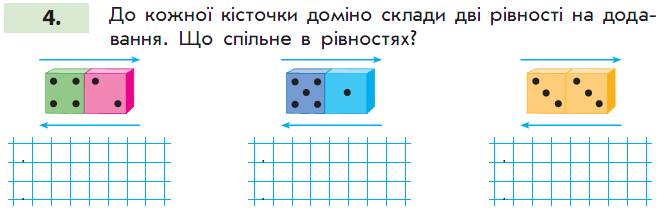 4. До кожної кісточки доміно склади дві рівності на дода-
вання. Що спільне в рівностях?